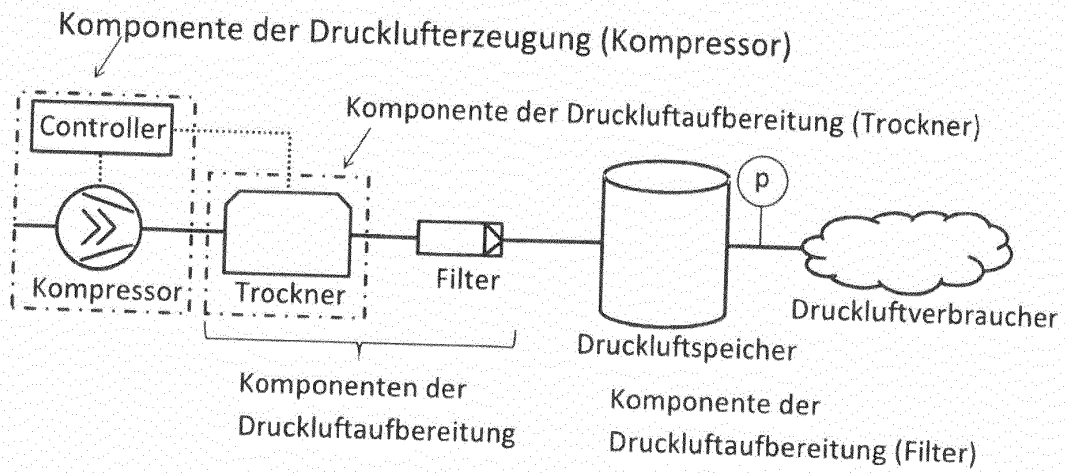 Komponente der Drucklufterzeugung (Kompressor)
Komponente der Druckluftaufbereitung (Trockner)
Controller
p
Kompressor
Trockner
Filter
Druckluftspeicher
Druckluftverbraucher
Komponenten der
Druckluftaufbereitung
Komponente der
Druckluftaufbereitung (Filter)